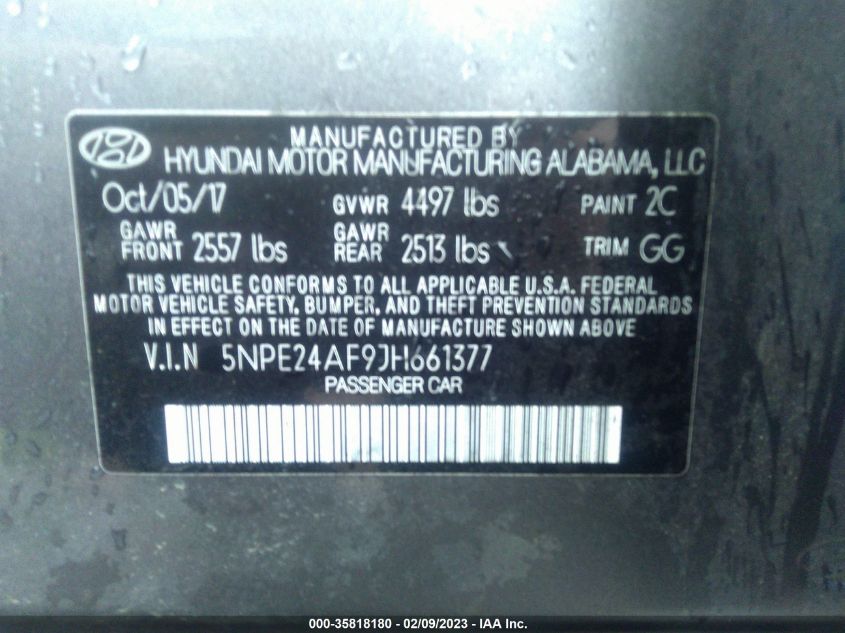 MANUFACTURED BY
HYUNDAI MOTOR MANUFACTURING ALABAMA, LLC
Oct/05/17 GVWR 4497 lbs PAINT 2C
GAWR FRONT 2557 lbs GAWR REAR 2513 lbs TRIM GG
THIS VEHICLE CONFORMS TO ALL APPLICABLE U.S.A. FEDERAL
MOTOR VEHICLE SAFETY, BUMPER, AND THEFT PREVENTION STANDARDS
IN EFFECT ON THE DATE OF MANUFACTURE SHOWN ABOVE
V.I.N 5NPE24AF9JH661377
PASSENGER CAR
000-35818180 - 02/09/2023 - IAA Inc.